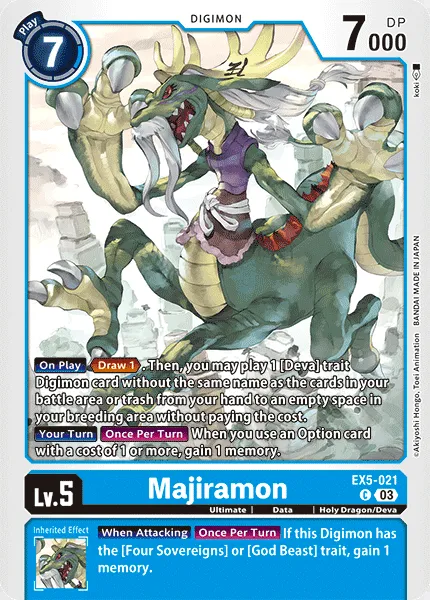 Play
7
DIGIMON
7000
DP
koki
On Play Draw 1 . Then, you may play 1 [Deva] trait
Digimon card without the same name as the cards in your
battle area or trash from your hand to an empty space in
your breeding area without paying the cost.
Your Turn Once Per Turn When you use an Option card
with a cost of 1 or more, gain 1 memory.
©Akiyoshi Hongo, Toei Animation BANDAI MADE IN JAPAN
Lv.5
Majiramon
EX5-021
C 03
Ultimate | Data | Holy Dragon/Deva
Inherited Effect
When Attacking Once Per Turn If this Digimon has
the [Four Sovereigns] or [God Beast] trait, gain 1
memory.